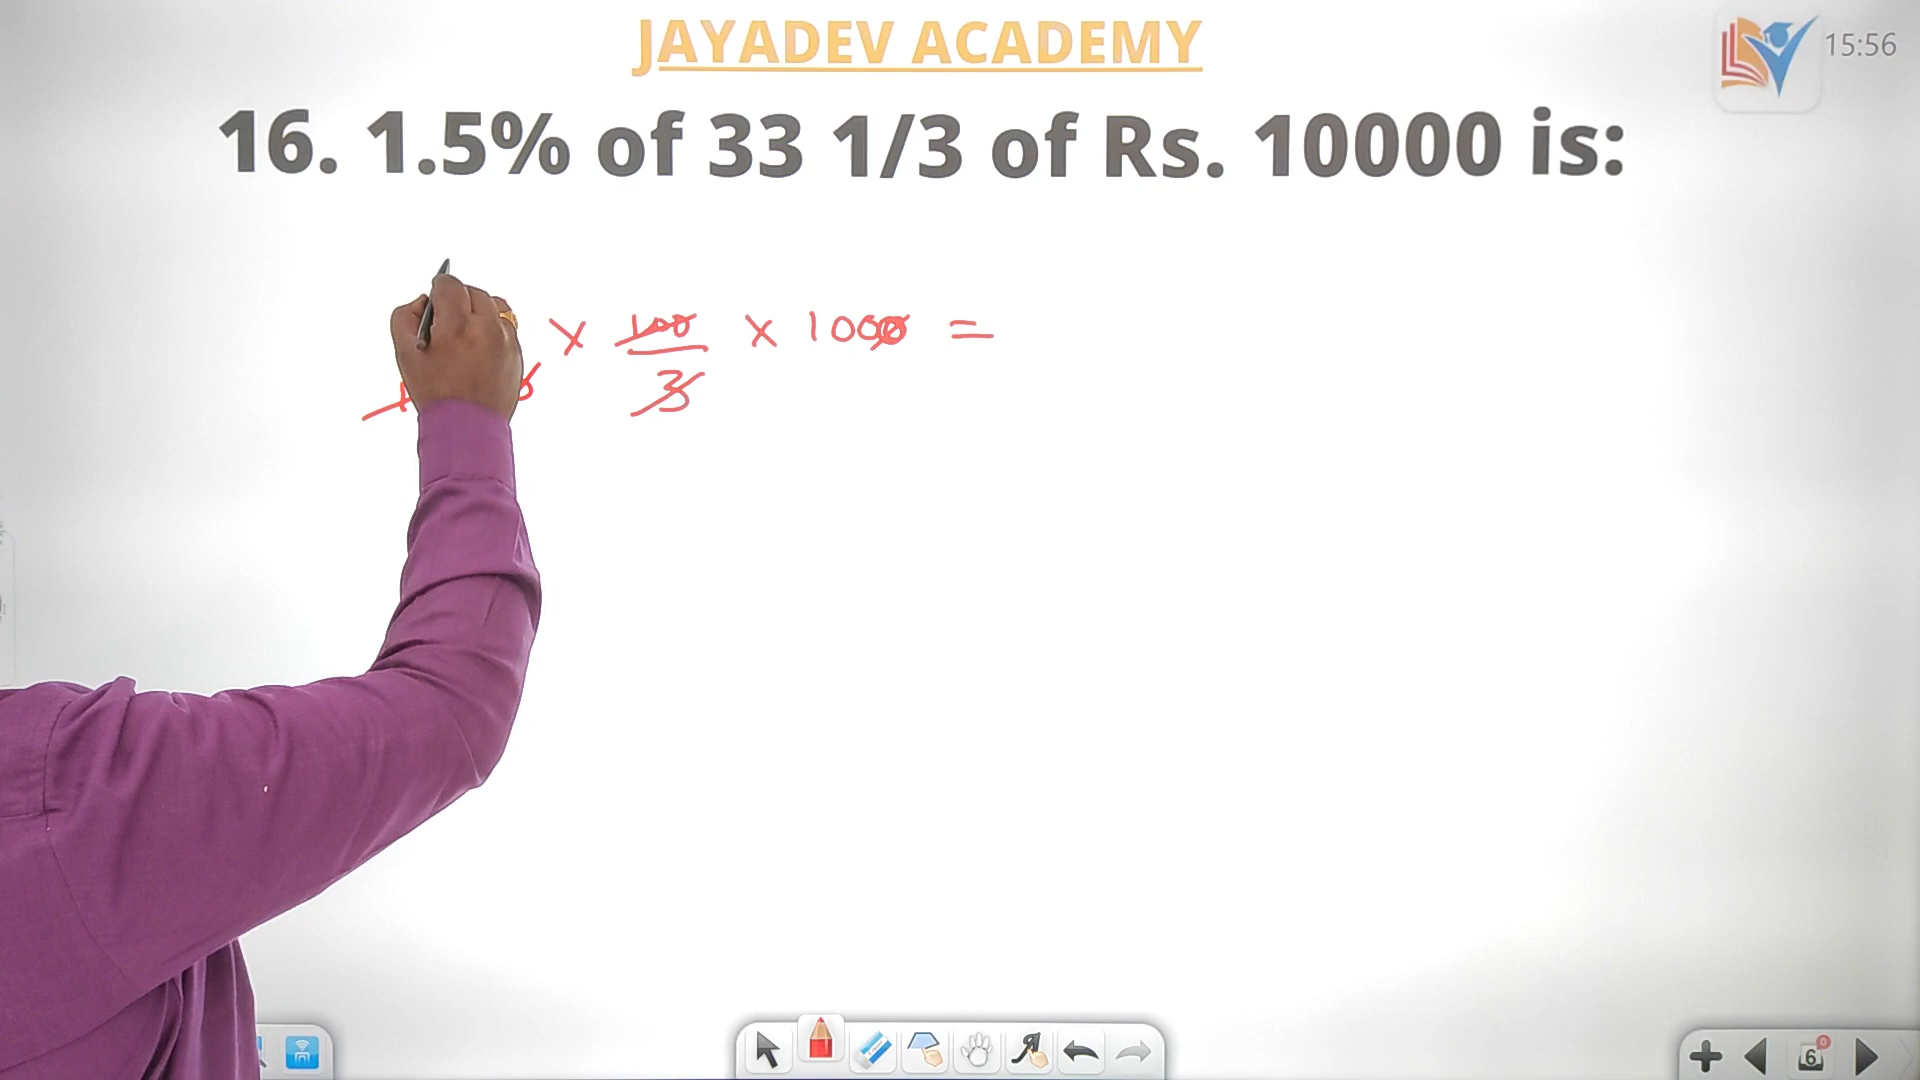 JAYADEV ACADEMY
15:56
16. 1.5% of 33 1/3 of Rs. 10000 is:
x 100/3 x 1000 =
6
0